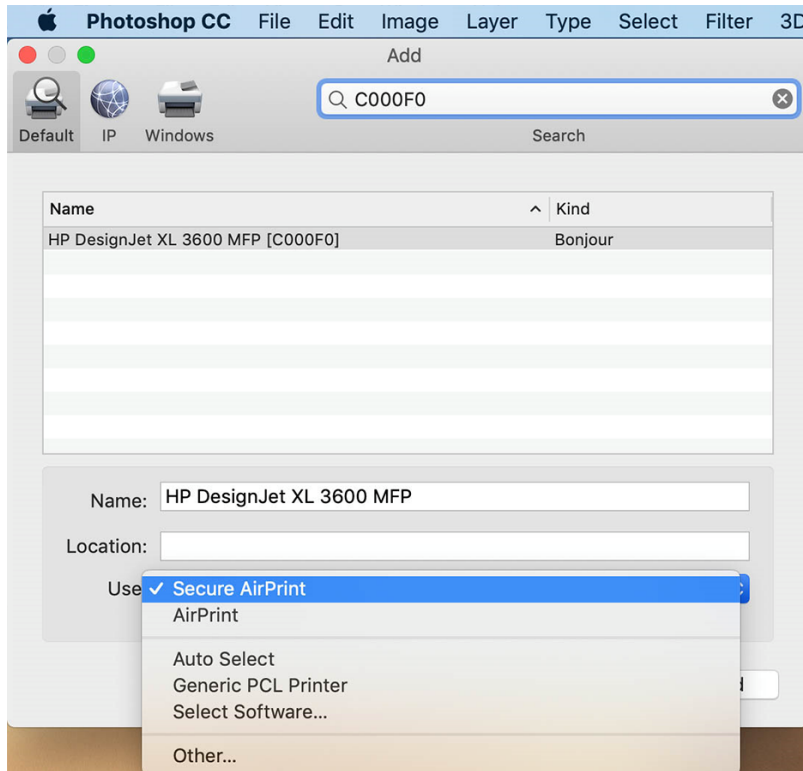 Photoshop CC File Edit Image Layer Type Select Filter 3D
Add
C000F0
Default IP Windows Search
Name Kind
HP DesignJet XL 3600 MFP [C000F0] Bonjour
Name: HP DesignJet XL 3600 MFP
Location:
Use ✓ Secure AirPrint
AirPrint
Auto Select
Generic PCL Printer
Select Software...
Other...